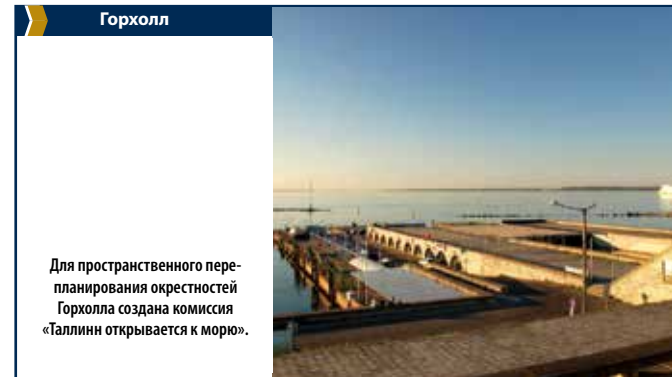 Горхолл
Для пространственного пере-
планирования окрестностей
Горхолла создана комиссия
«Таллинн открывается к морю».